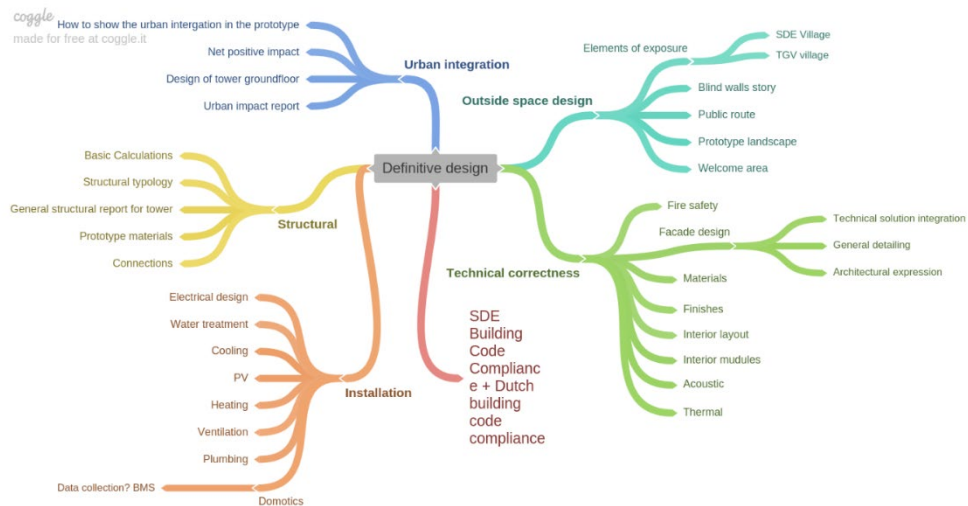 coggle
made for free at coggle.it
How to show the urban intergation in the prototype
Net positive impact
Design of tower groundfloor
Urban impact report
Urban integration
Basic Calculations
Structural typology
General structural report for tower
Prototype materials
Connections
Structural
Electrical design
Water treatment
Cooling
PV
Heating
Ventilation
Plumbing
Data collection? BMS
Domotics
Installation
Definitive design
SDE
Building
Code
Complianc
e + Dutch
building
code
compliance
Outside space design
Elements of exposure
SDE Village
TGV village
Blind walls story
Public route
Prototype landscape
Welcome area
Technical correctness
Fire safety
Facade design
Technical solution integration
General detailing
Architectural expression
Materials
Finishes
Interior layout
Interior mudules
Acoustic
Thermal